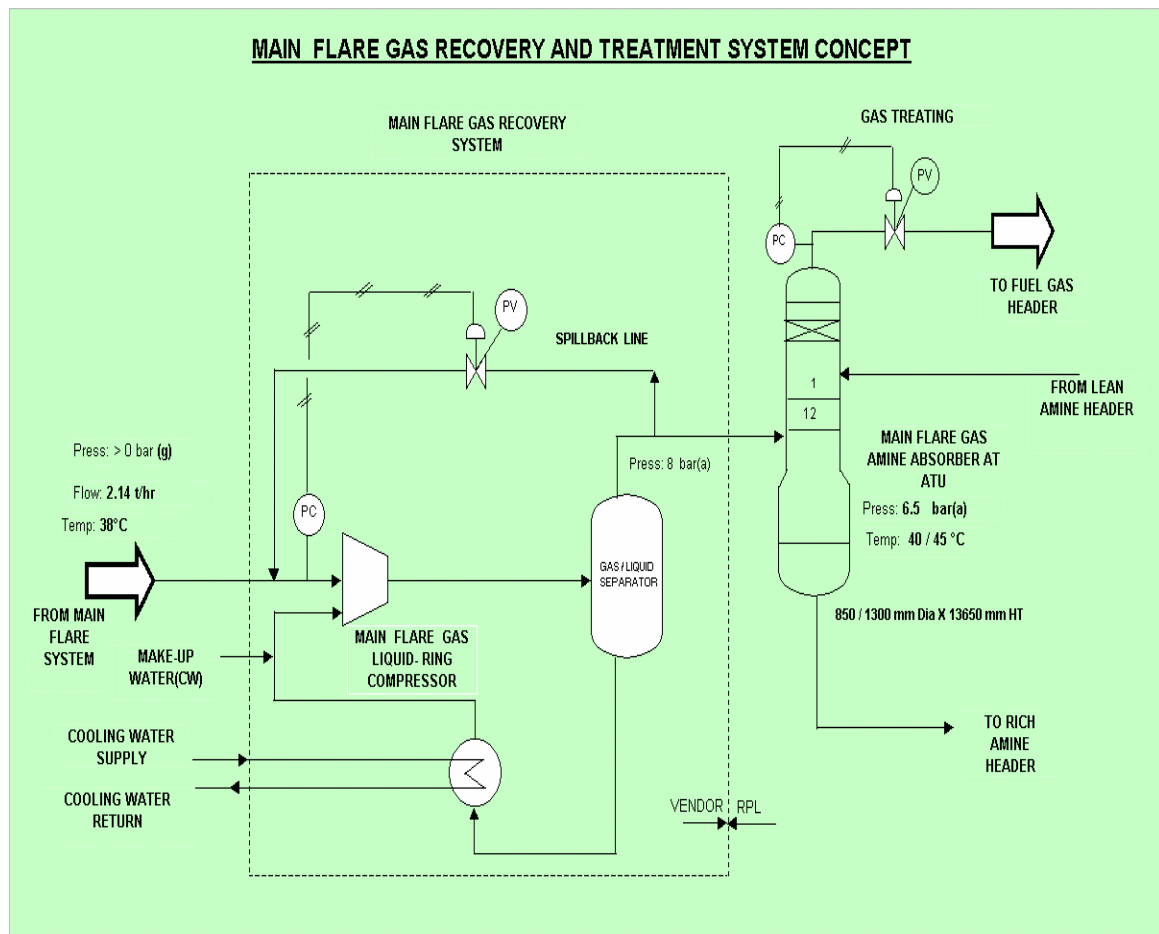 MAIN FLARE GAS RECOVERY AND TREATMENT SYSTEM CONCEPT
MAIN FLARE GAS RECOVERY
SYSTEM
GAS TREATING
PV
PC
TO FUEL GAS
HEADER
PV
SPILLBACK LINE
1
12
FROM LEAN
AMINE HEADER
MAIN FLARE GAS
AMINE ABSORBER AT
ATU
Press: 6.5 bar(a)
Temp: 40 / 45 °C
Press: > 0 bar (g)
Flow: 2.14 t/hr
Temp: 38°C
Press: 8 bar(a)
PC
GAS / LIQUID
SEPARATOR
FROM MAIN
FLARE
SYSTEM
850 / 1300 mm Dia X 13650 mm HT
MAIN FLARE GAS
LIQUID- RING
COMPRESSOR
MAKE-UP
WATER(CW)
COOLING WATER
SUPPLY
COOLING WATER
RETURN
TO RICH
AMINE
HEADER
VENDOR RPL